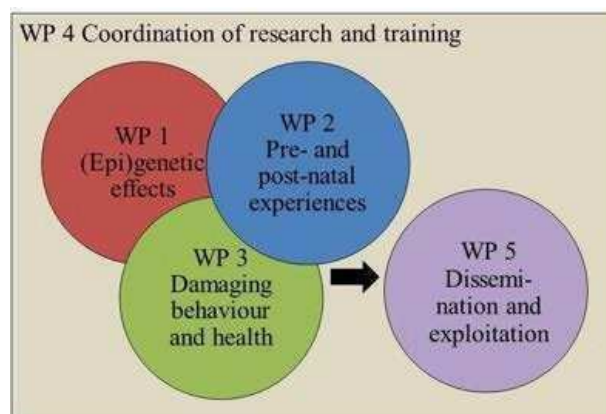 WP 4 Coordination of research and training
WP 1
(Epi)genetic
effects
WP 2
Pre- and
post-natal
experiences
WP 3
Damaging
behaviour
and health
WP 5
Dissemi-
nation and
exploitation